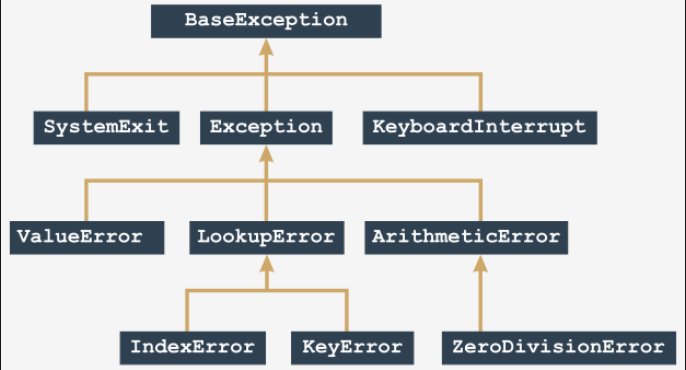 BaseException
SystemExit
Exception
KeyboardInterrupt
ValueError
LookupError
ArithmeticError
IndexError
KeyError
ZeroDivisionError